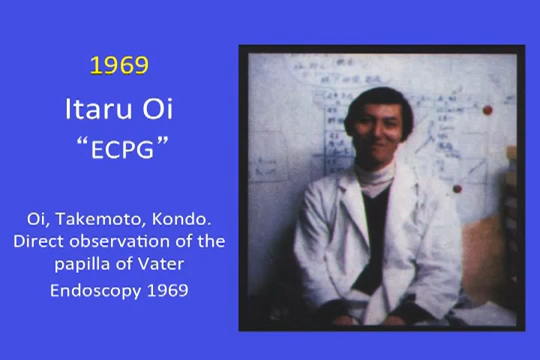 1969
Itaru Oi
“ECPG”
Oi, Takemoto, Kondo.
Direct observation of the
papilla of Vater
Endoscopy 1969